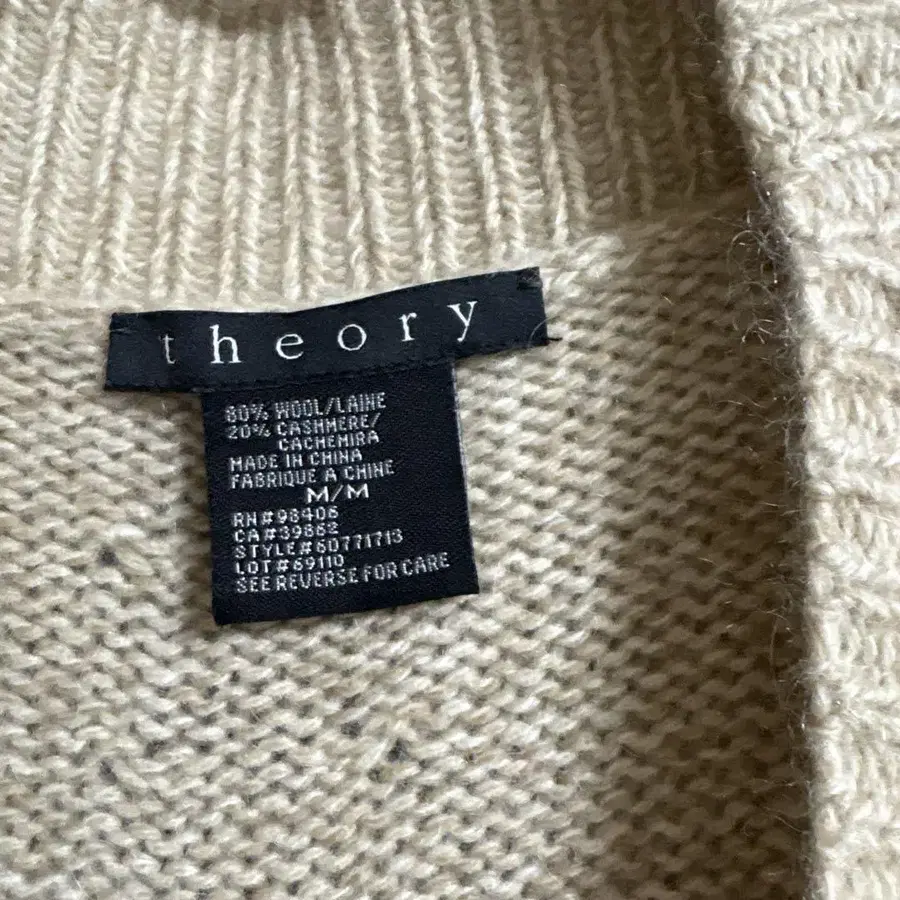 theory
80% WOOL/LAINE
20% CASHMERE/
CACHEMIRA
MADE IN CHINA
FABRIQUE A CHINE
M/M
RN#98406
CA#39862
STYLE#60771713
LOT#69110
SEE REVERSE FOR CARE